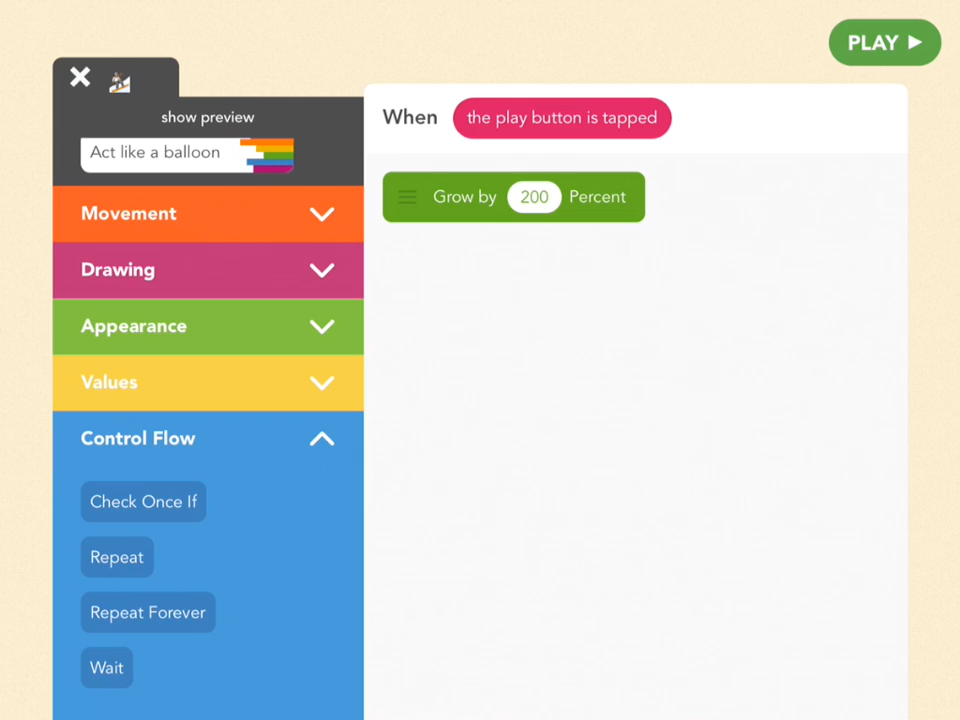 PLAY
show preview
Act like a balloon
When the play button is tapped
Grow by 200 Percent
Movement
Drawing
Appearance
Values
Control Flow
Check Once If
Repeat
Repeat Forever
Wait